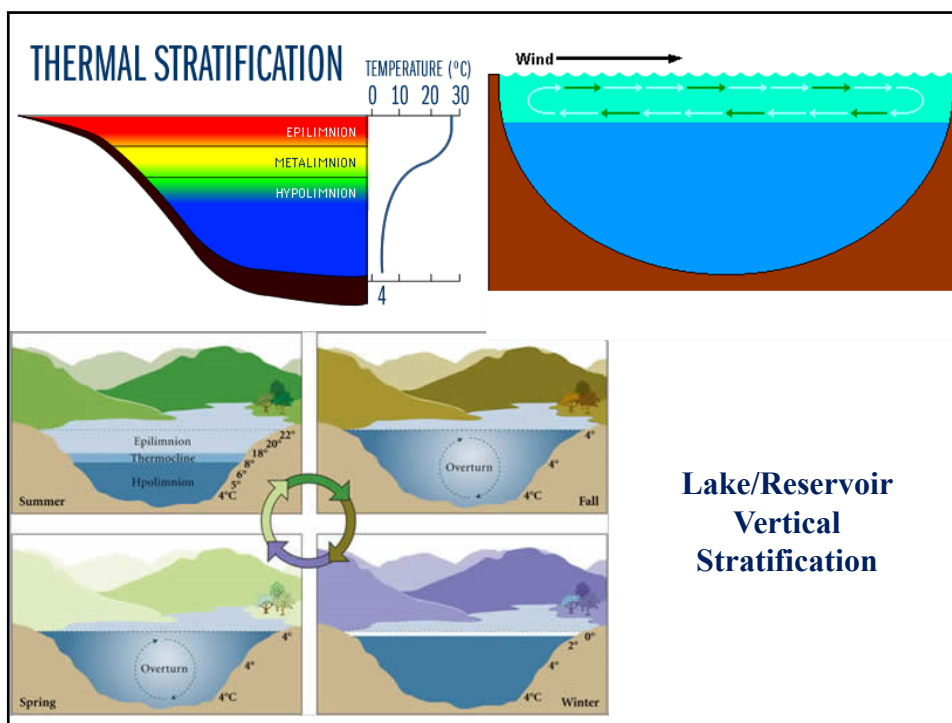 THERMAL STRATIFICATION
TEMPERATURE (ºC)
0 10 20 30
EPILIMNION
METALIMNION
HYPOLIMNION
4
Wind
Epilimnion
Thermocline
Hpolimnion
22°
20°
18°
8°
6°
5°
4°C
Summer
Overturn
4°
4°
4°C
Fall
Overturn
4°
4°
4°C
Spring
0°
2°
4°
4°C
Winter
Lake/Reservoir
Vertical
Stratification